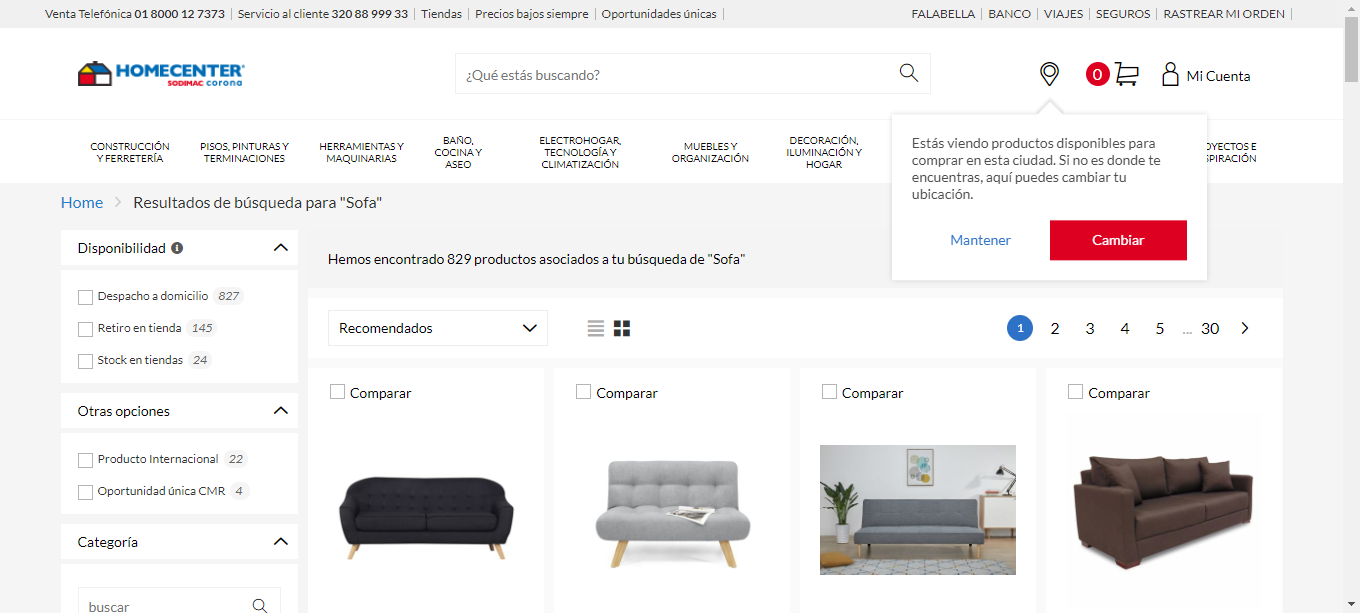 Venta Telefónica 01 8000 12 7373
Servicio al cliente 320 88 999 33
Tiendas
Precios bajos siempre
Oportunidades únicas
FALABELLA
BANCO
VIAJES
SEGUROS
RASTREAR MI ORDEN
HOMECENTER
SODIMAC corona
¿Qué estás buscando?
0
Mi Cuenta
CONSTRUCCIÓN
Y FERRETERÍA
PISOS, PINTURAS Y
TERMINACIONES
HERRAMIENTAS Y
MAQUINARIAS
BAÑO,
COCINA Y
ASEO
ELECTROHOGAR,
TECNOLOGÍA Y
CLIMATIZACIÓN
MUEBLES Y
ORGANIZACIÓN
DECORACIÓN,
ILUMINACIÓN Y
HOGAR
OYECTOS E
SPIRACIÓN
Estás viendo productos disponibles para
comprar en esta ciudad. Si no es donde te
encuentras, aquí puedes cambiar tu
ubicación.
Mantener
Cambiar
Home
Resultados de búsqueda para "Sofa"
Disponibilidad
Despacho a domicilio 827
Retiro en tienda 145
Stock en tiendas 24
Otras opciones
Producto Internacional 22
Oportunidad única CMR 4
Categoría
buscar
Hemos encontrado 829 productos asociados a tu búsqueda de "Sofa"
Recomendados
1 2 3 4 5 ... 30
Comparar
Comparar
Comparar
Comparar